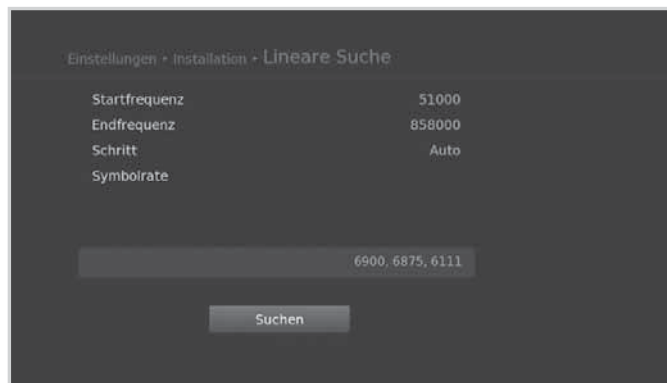 Einstellungen • Installation • Lineare Suche
Startfrequenz 51000
Endfrequenz 858000
Schritt Auto
Symbolrate
6900, 6875, 6111
Suchen